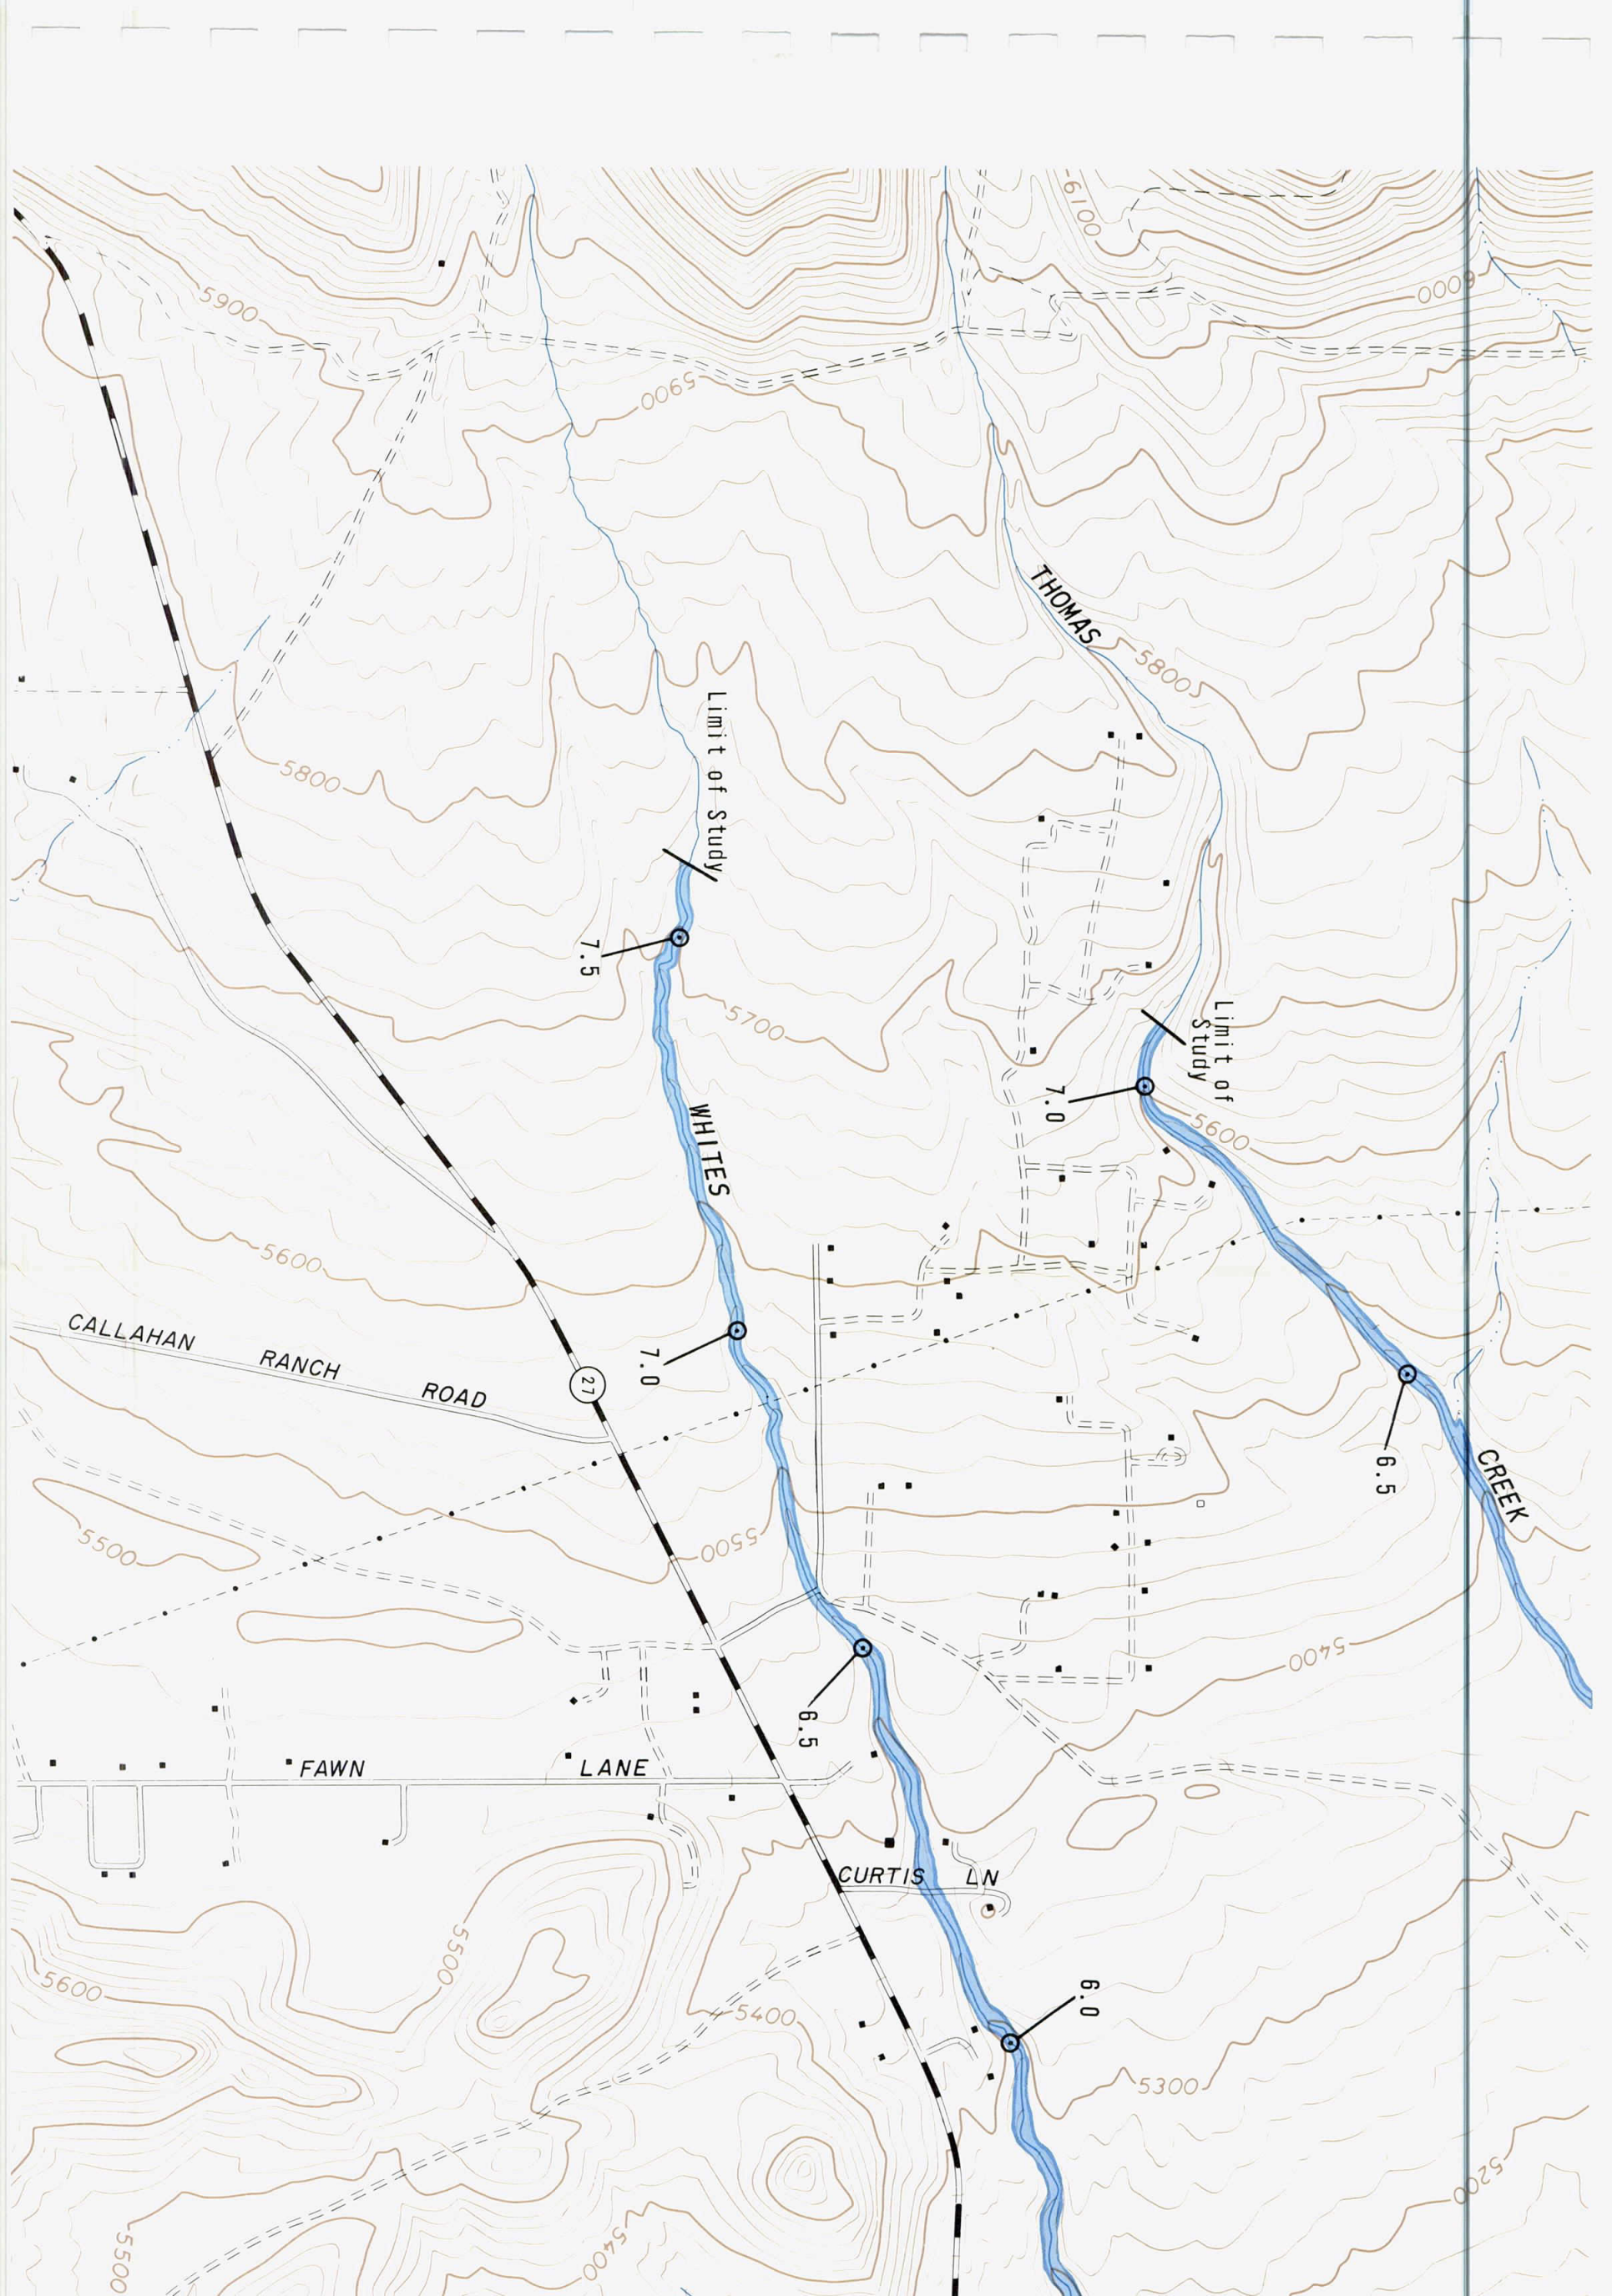 6100
6000
5900
5900
THOMAS
5800
Limit of Study
5800
7.5
5700
Limit of
Study
7.0
WHITES
5600
5600
CALLAHAN RANCH ROAD
7.0
27
6.5
CREEK
5500
5500
5400
6.5
FAWN LANE
CURTIS LN
5500
5600
6.0
5400
5300
5200
5500
5400